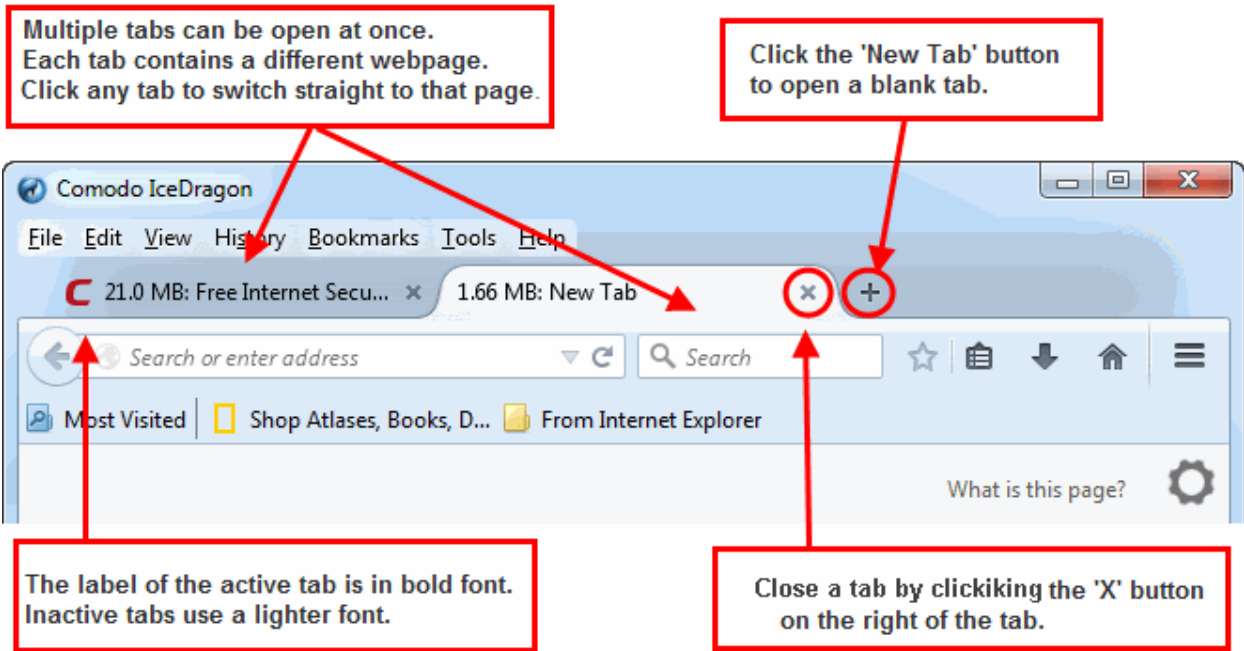 Multiple tabs can be open at once.
Each tab contains a different webpage.
Click any tab to switch straight to that page.
Click the 'New Tab' button
to open a blank tab.
Comodo IceDragon
File Edit View History Bookmarks Tools Help
21.0 MB: Free Internet Secu... 1.66 MB: New Tab
Search or enter address Search
Most Visited Shop Atlases, Books, D... From Internet Explorer
What is this page?
The label of the active tab is in bold font.
Inactive tabs use a lighter font.
Close a tab by clickiking the 'X' button
on the right of the tab.